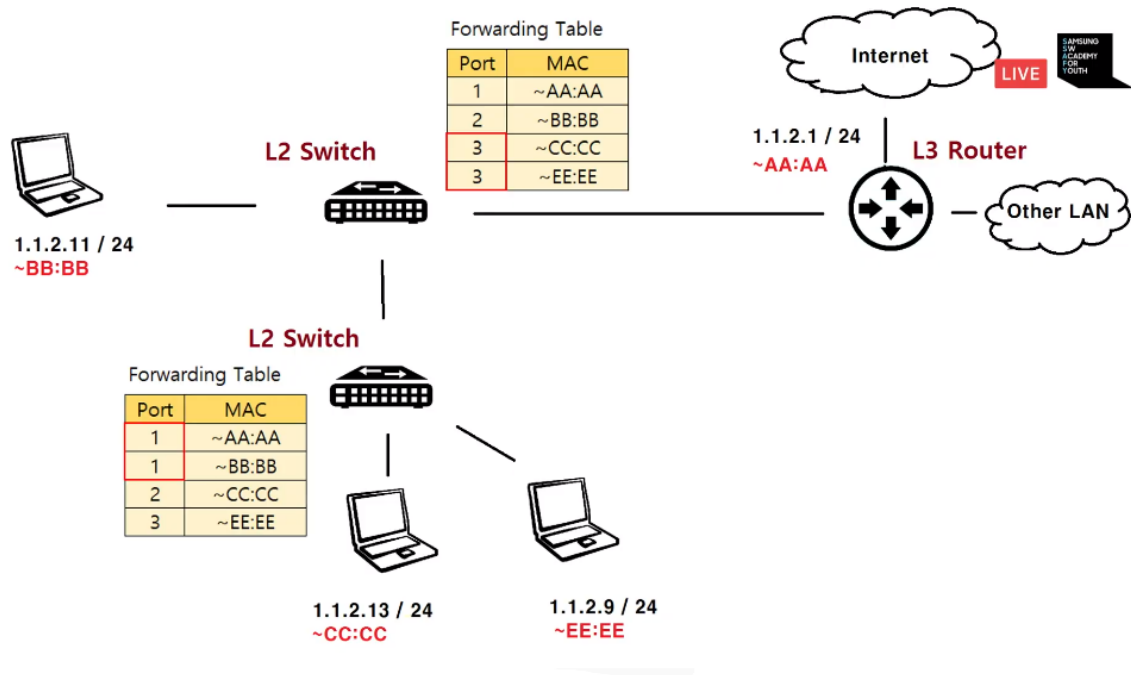 Forwarding Table
Port MAC
1 ~AA:AA
2 ~BB:BB
3 ~CC:CC
3 ~EE:EE
Internet
LIVE
SAMSUNG
SW
ACADEMY
FOR
YOUTH
1.1.2.1 / 24
~AA:AA
L3 Router
Other LAN
L2 Switch
1.1.2.11 / 24
~BB:BB
L2 Switch
Forwarding Table
Port MAC
1 ~AA:AA
1 ~BB:BB
2 ~CC:CC
3 ~EE:EE
1.1.2.13 / 24
~CC:CC
1.1.2.9 / 24
~EE:EE